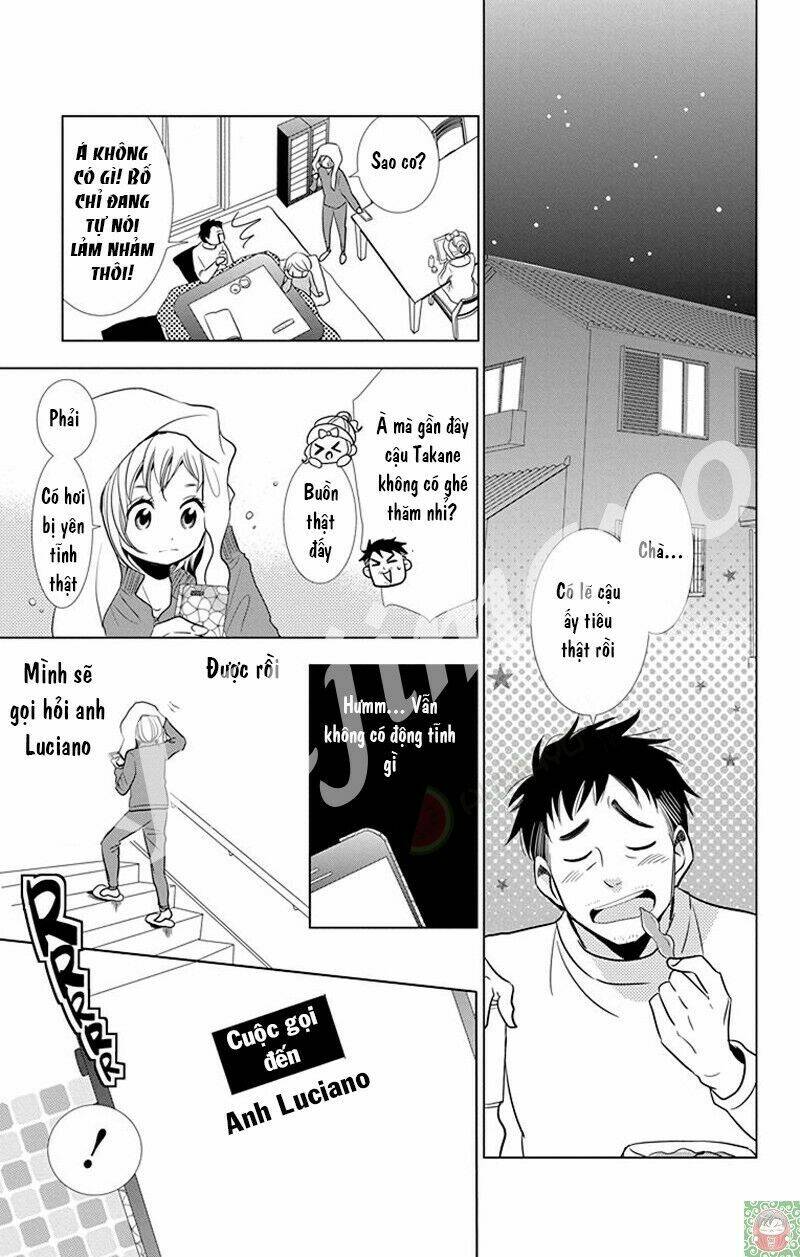 Chà...
Có lẽ cậu
ấy tiêu
thật rồi
Sao cơ?
Á KHÔNG
CÓ GÌ! BỐ
CHỈ ĐANG
TỰ NÓI
LẢM NHẢM
THÔI!
À mà gần đây
cậu Takane
không có ghé
thăm nhỉ?
Buồn
thật
đấy
Phải
Có hơi
bị yên
tĩnh
thật
Hưmm... Vẫn
không có động tĩnh
gì
Được rồi
Mình sẽ
gọi hỏi anh
Luciano
RRRRRRR
Cuộc gọi
đến
Anh Luciano
!